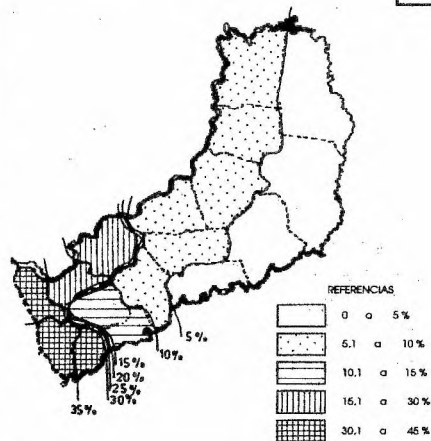 5%
10%
15%
20%
25%
30%
35%
REFERENCIAS
0 a 5%
5.1 a 10%
10.1 a 15%
15.1 a 30%
30.1 a 45%